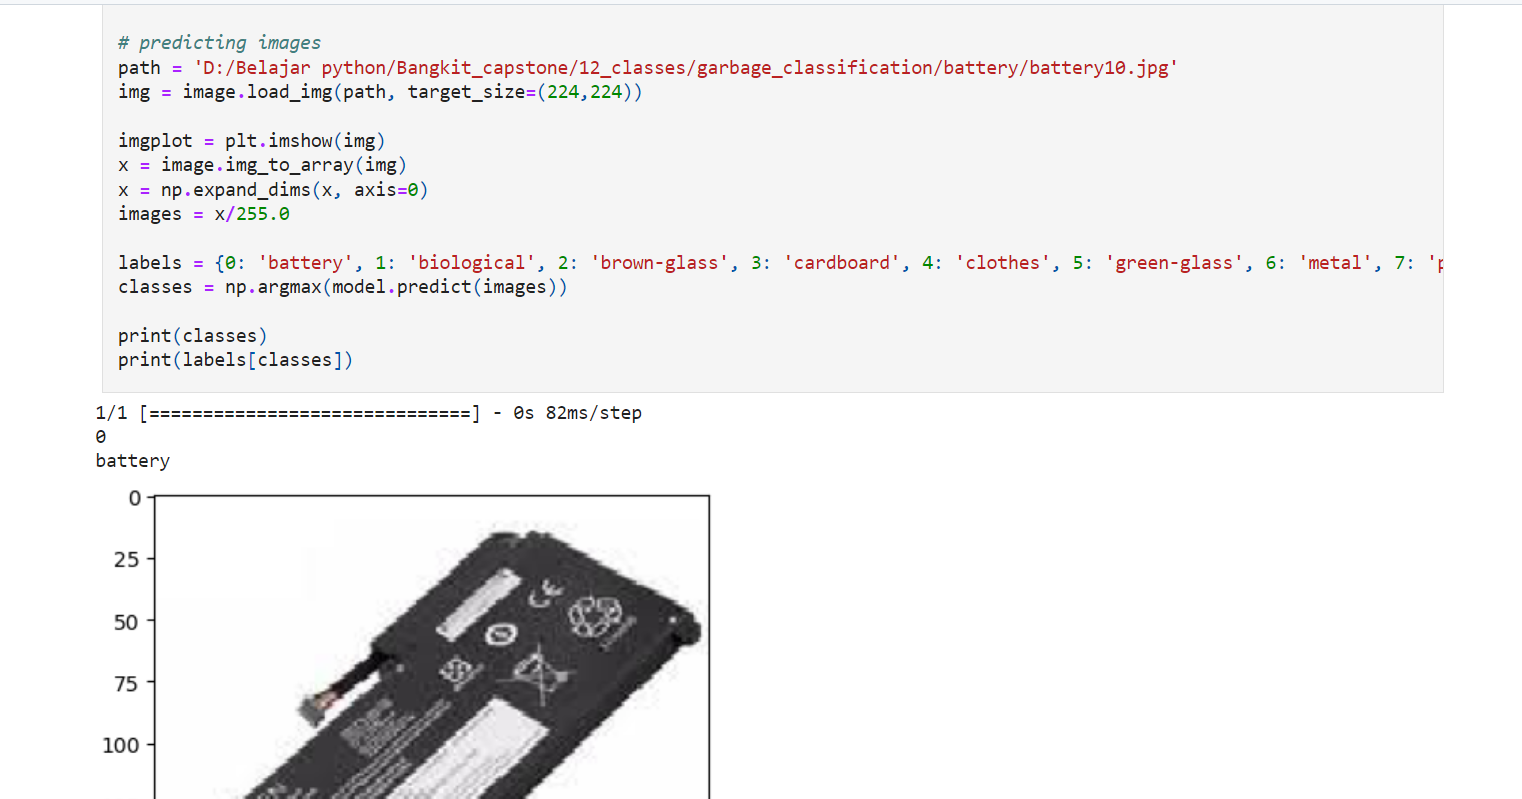 # predicting images
path = 'D:/Belajar python/Bangkit_capstone/12_classes/garbage_classification/battery/battery10.jpg'
img = image.load_img(path, target_size=(224,224))
imgplot = plt.imshow(img)
x = image.img_to_array(img)
x = np.expand_dims(x, axis=0)
images = x/255.0
labels = {0: 'battery', 1: 'biological', 2: 'brown-glass', 3: 'cardboard', 4: 'clothes', 5: 'green-glass', 6: 'metal', 7: '
classes = np.argmax(model.predict(images))
print(classes)
print(labels[classes])
1/1 [==============================] - 0s 82ms/step
0
battery
0
25
50
75
100
CE